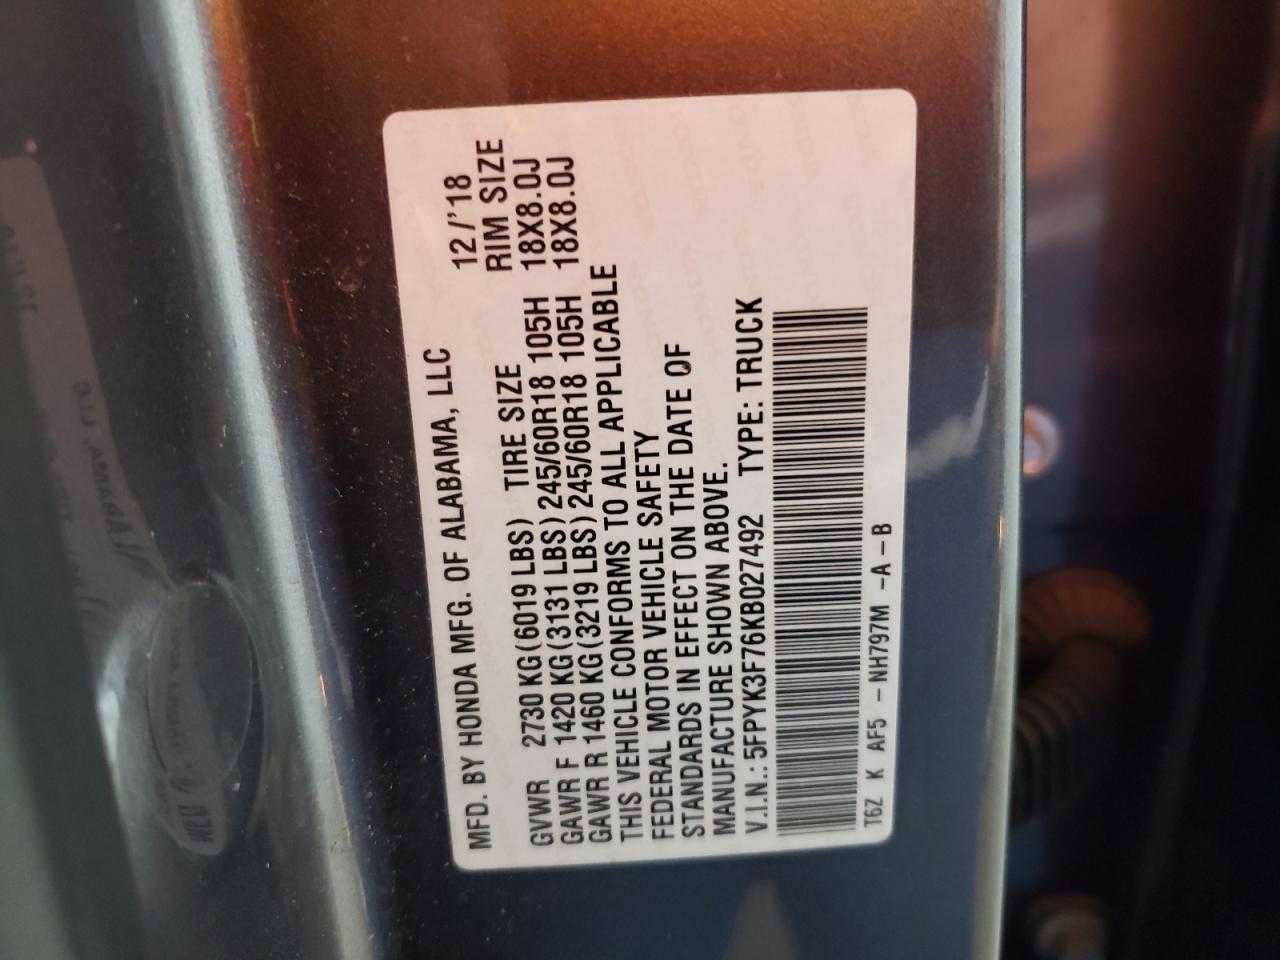 MFD. BY HONDA MFG. OF ALABAMA, LLC 12/'18
TIRE SIZE RIM SIZE
GVWR 2730 KG(6019 LBS)
GAWR F 1420 KG(3131 LBS) 245/60R18 105H 18X8.0J
GAWR R 1460 KG(3219 LBS) 245/60R18 105H 18X8.0J
THIS VEHICLE CONFORMS TO ALL APPLICABLE
FEDERAL MOTOR VEHICLE SAFETY
STANDARDS IN EFFECT ON THE DATE OF
MANUFACTURE SHOWN ABOVE.
V.I.N.: 5FPYK3F76KB027492 TYPE: TRUCK
T6Z K AF5 - NH797M - A - B